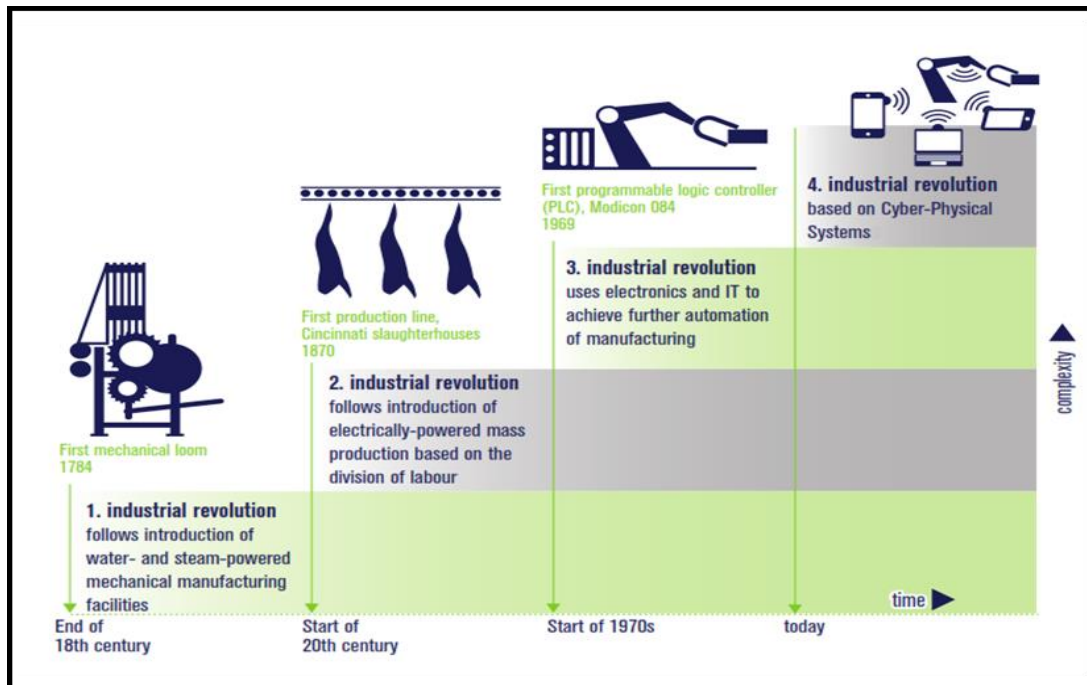 First mechanical loom
1784
1. industrial revolution
follows introduction of
water- and steam-powered
mechanical manufacturing
facilities
End of
18th century
First production line,
Cincinnati slaughterhouses
1870
2. industrial revolution
follows introduction of
electrically-powered mass
production based on the
division of labour
Start of
20th century
First programmable logic controller
(PLC), Modicon 084
1969
3. industrial revolution
uses electronics and IT to
achieve further automation
of manufacturing
Start of 1970s
4. industrial revolution
based on Cyber-Physical
Systems
today
time
complexity